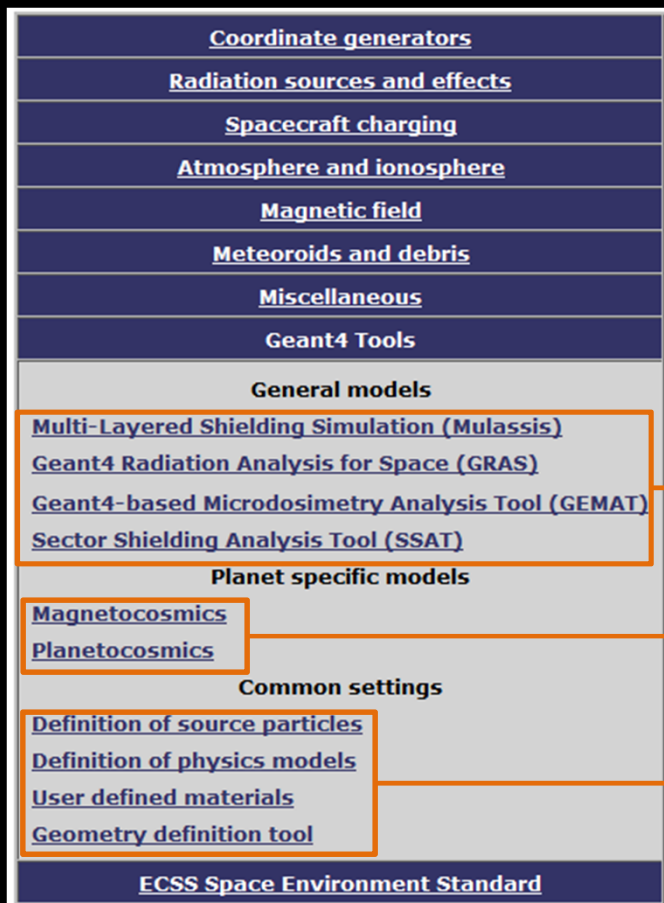 Coordinate generators
Radiation sources and effects
Spacecraft charging
Atmosphere and ionosphere
Magnetic field
Meteoroids and debris
Miscellaneous
Geant4 Tools
General models
Multi-Layered Shielding Simulation (Mulassis)
Geant4 Radiation Analysis for Space (GRAS)
Geant4-based Microdosimetry Analysis Tool (GEMAT)
Sector Shielding Analysis Tool (SSAT)
Planet specific models
Magnetocosmics
Planetocosmics
Common settings
Definition of source particles
Definition of physics models
User defined materials
Geometry definition tool
ECSS Space Environment Standard